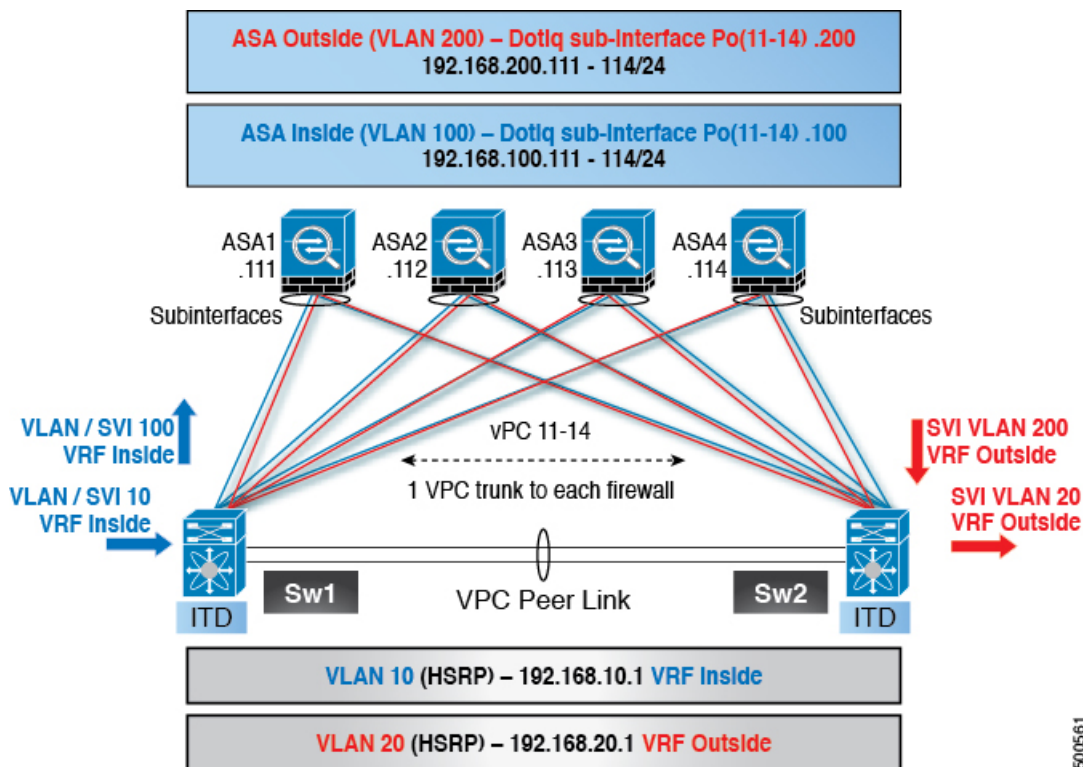 ASA Outside (VLAN 200) – Dot1q sub-interface Po(11-14) .200
192.168.200.111 - 114/24
ASA Inside (VLAN 100) – Dot1q sub-interface Po(11-14) .100
192.168.100.111 - 114/24
ASA1
.111
ASA2
.112
ASA3
.113
ASA4
.114
Subinterfaces
Subinterfaces
VLAN / SVI 100
VRF Inside
vPC 11-14
SVI VLAN 200
VRF Outside
VLAN / SVI 10
VRF Inside
1 VPC trunk to each firewall
SVI VLAN 20
VRF Outside
Sw1
VPC Peer Link
Sw2
ITD
ITD
VLAN 10 (HSRP) – 192.168.10.1 VRF Inside
VLAN 20 (HSRP) – 192.168.20.1 VRF Outside
500561